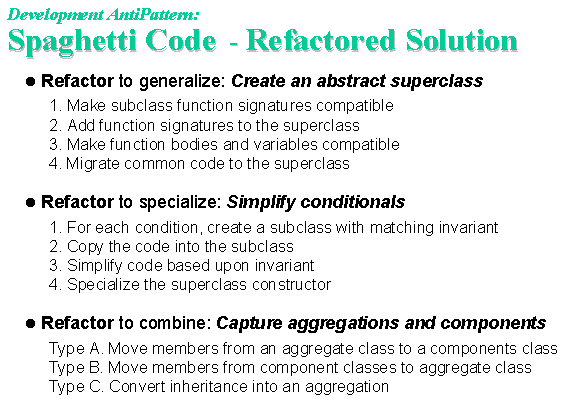 Development AntiPattern:
Spaghetti Code - Refactored Solution
● Refactor to generalize: Create an abstract superclass
1. Make subclass function signatures compatible
2. Add function signatures to the superclass
3. Make function bodies and variables compatible
4. Migrate common code to the superclass
● Refactor to specialize: Simplify conditionals
1. For each condition, create a subclass with matching invariant
2. Copy the code into the subclass
3. Simplify code based upon invariant
4. Specialize the superclass constructor
● Refactor to combine: Capture aggregations and components
Type A. Move members from an aggregate class to a components class
Type B. Move members from component classes to aggregate class
Type C. Convert inheritance into an aggregation